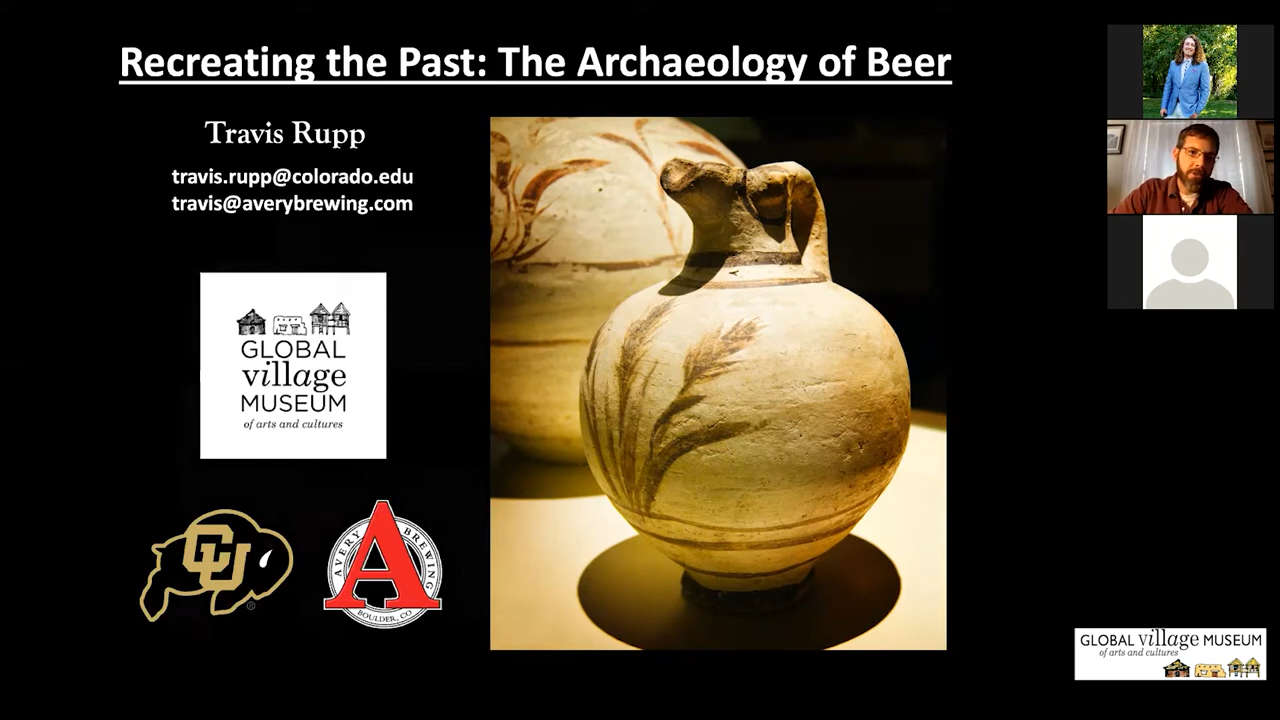 Recreating the Past: The Archaeology of Beer
Travis Rupp
travis.rupp@colorado.edu
travis@averybrewing.com
GLOBAL
village
MUSEUM
of arts and cultures
CU
®
A
AVERY BREWING
BOULDER, CO
GLOBAL village MUSEUM
of arts and cultures